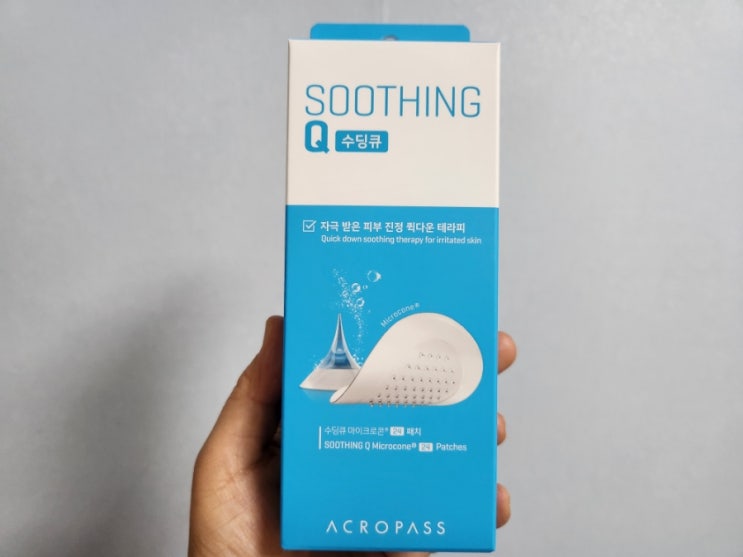 SOOTHING
Q 수딩큐
자극 받은 피부 진정 퀵다운 테라피
Quick down soothing therapy for irritated skin
Microcone®
수딩큐 마이크로콘® 24 패치
SOOTHING Q Microcone® 24 Patches
ACROPASS